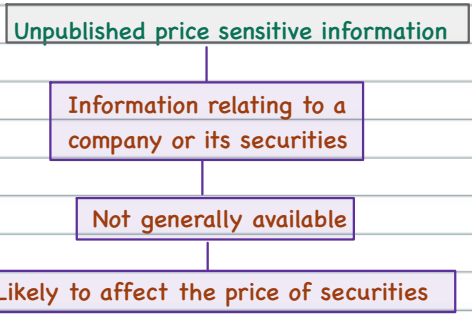 Unpublished price sensitive information
Information relating to a
company or its securities
Not generally available
Likely to affect the price of securities